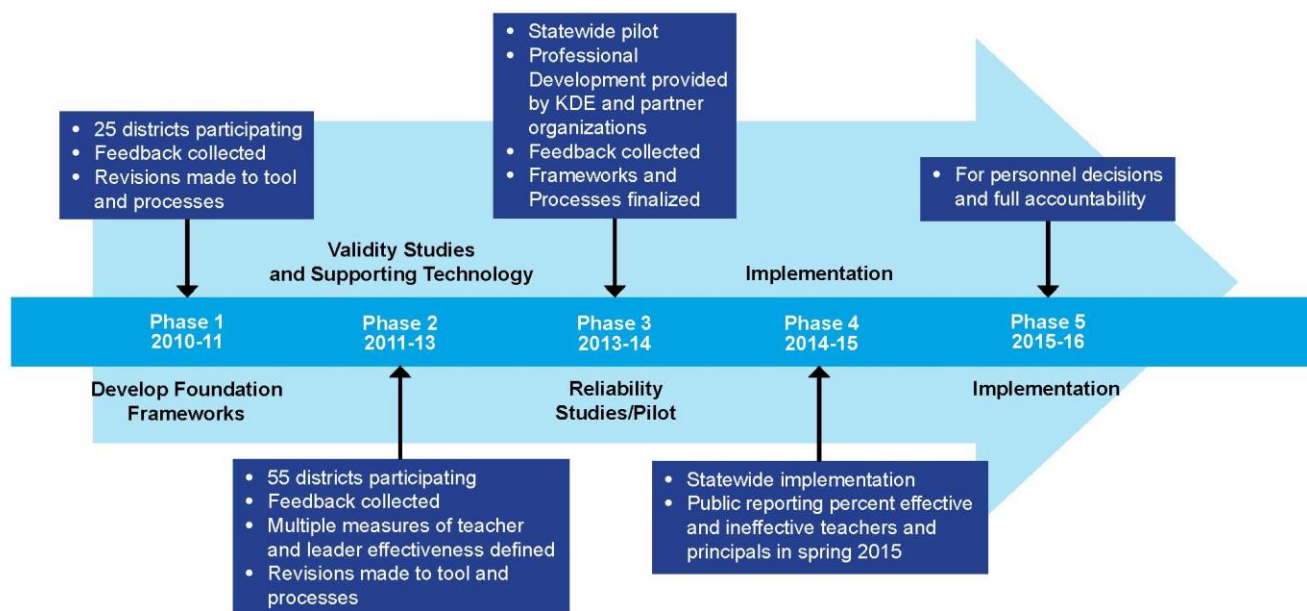 • Statewide pilot
• Professional
Development provided
by KDE and partner
organizations
• Feedback collected
• Frameworks and
Processes finalized
• 25 districts participating
• Feedback collected
• Revisions made to tool
and processes
• For personnel decisions
and full accountability
Validity Studies
and Supporting Technology
Implementation
Phase 1
2010-11
Phase 2
2011-13
Phase 3
2013-14
Phase 4
2014-15
Phase 5
2015-16
Develop Foundation
Frameworks
Reliability
Studies/Pilot
Implementation
• 55 districts participating
• Feedback collected
• Multiple measures of teacher
and leader effectiveness defined
• Revisions made to tool and
processes
• Statewide implementation
• Public reporting percent effective
and ineffective teachers and
principals in spring 2015